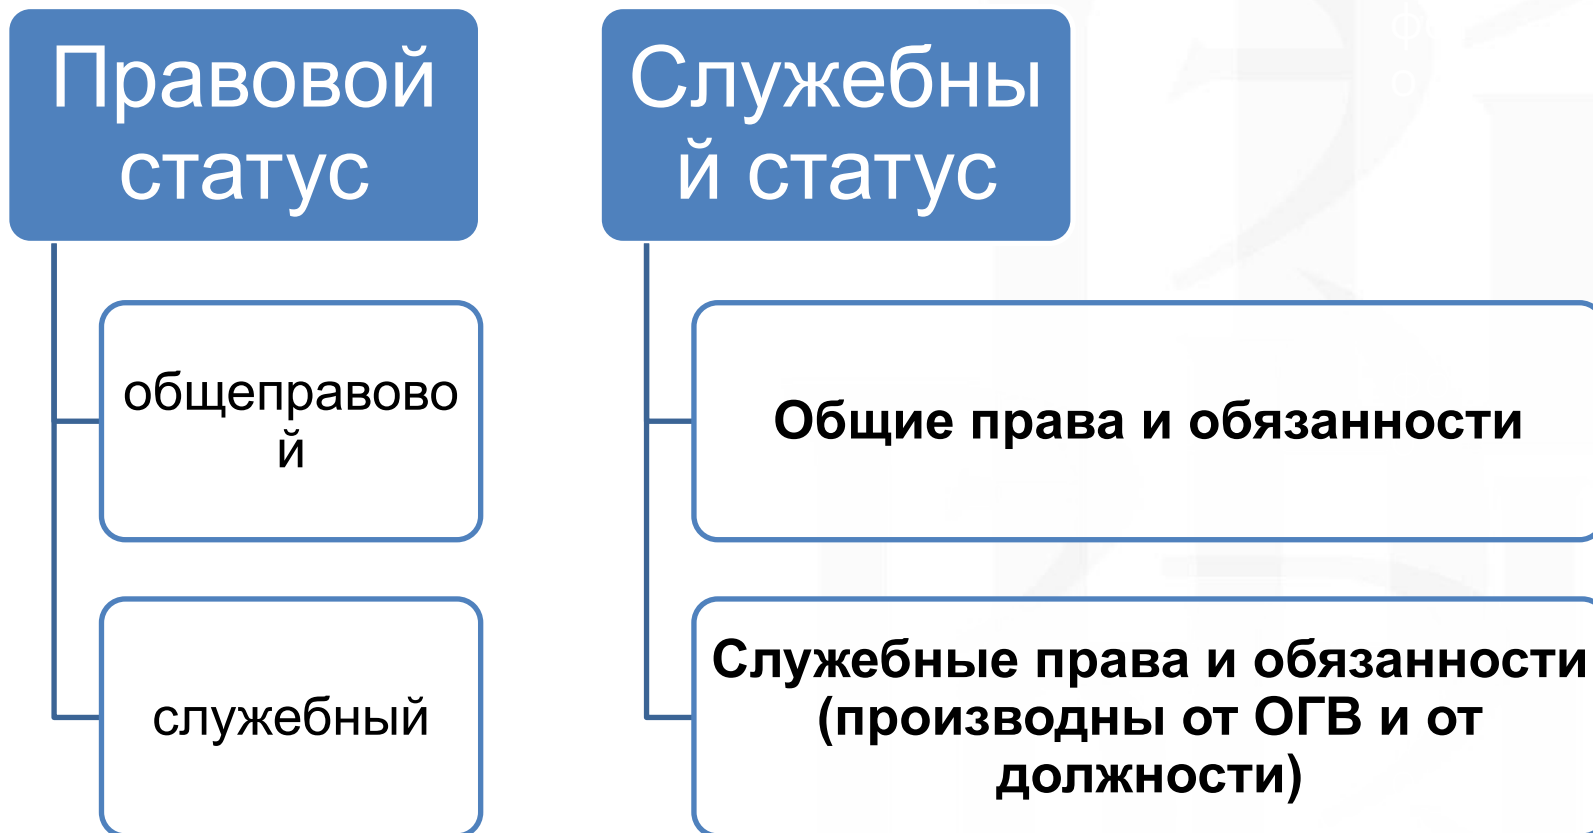 Правовой
статус
общеправово
й
служебный
Служебны
й статус
Общие права и обязанности
Служебные права и обязанности
(производны от ОГВ и от
должности)